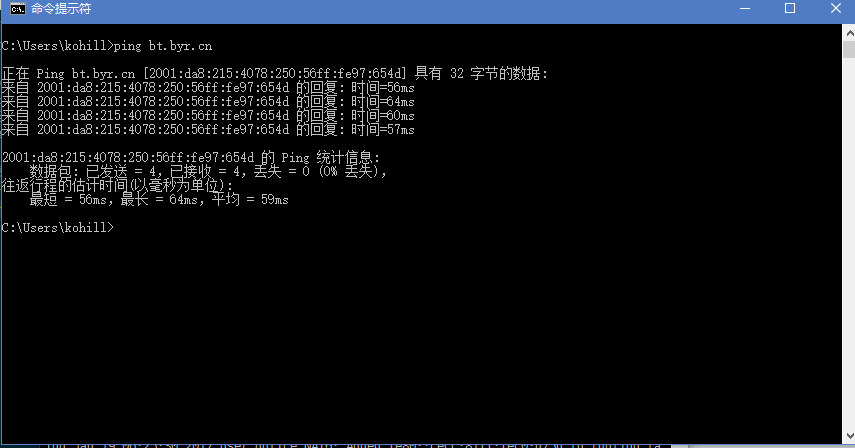 命令提示符
C:\Users\kohill>ping bt.byr.cn
正在 Ping bt.byr.cn [2001:da8:215:4078:250:56ff:fe97:654d] 具有 32 字节的数据:
来自 2001:da8:215:4078:250:56ff:fe97:654d 的回复: 时间=56ms
来自 2001:da8:215:4078:250:56ff:fe97:654d 的回复: 时间=64ms
来自 2001:da8:215:4078:250:56ff:fe97:654d 的回复: 时间=60ms
来自 2001:da8:215:4078:250:56ff:fe97:654d 的回复: 时间=57ms
2001:da8:215:4078:250:56ff:fe97:654d 的 Ping 统计信息:
数据包: 已发送 = 4，已接收 = 4，丢失 = 0 (0% 丢失)，
往返行程的估计时间(以毫秒为单位):
最短 = 56ms，最长 = 64ms，平均 = 59ms
C:\Users\kohill>